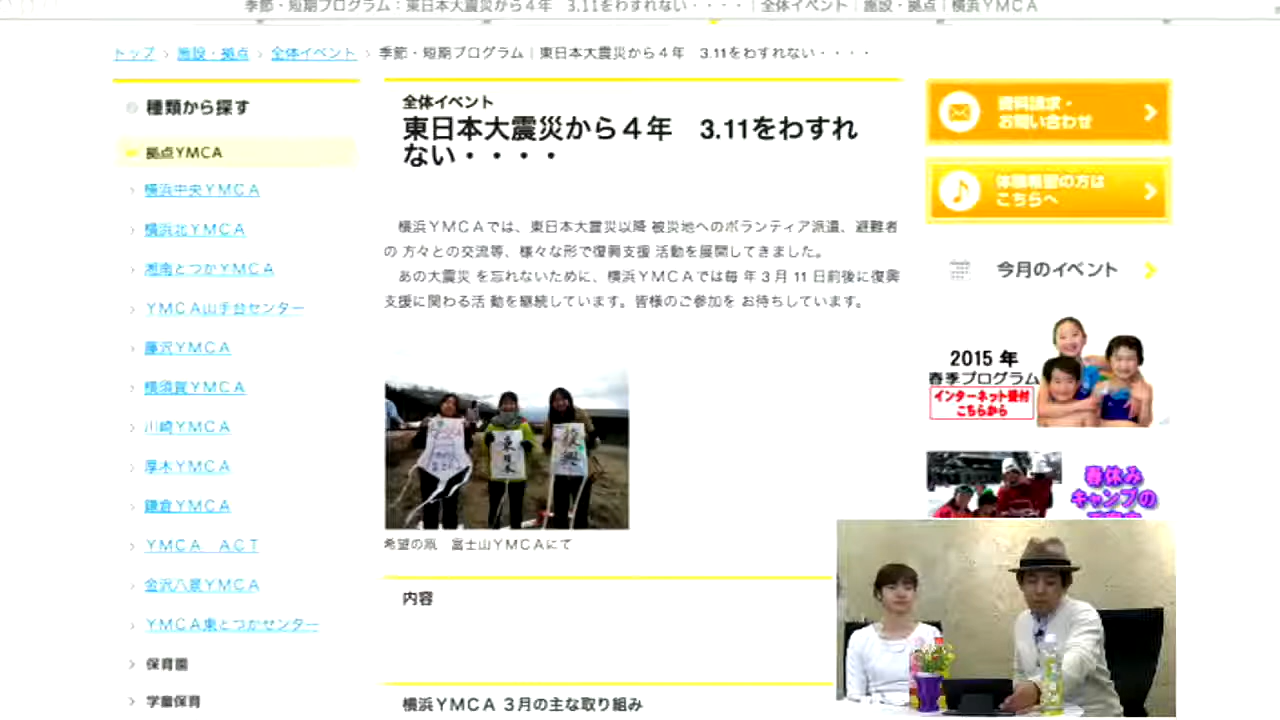 季節・短期プログラム：東日本大震災から４年　3.11をわすれない・・・・｜全体イベント｜施設・拠点｜横浜ＹＭＣＡ
トップ › 施設・拠点 › 全体イベント › 季節・短期プログラム｜東日本大震災から４年　3.11をわすれない・・・・
種類から探す
拠点YMCA
横浜中央ＹＭＣＡ
横浜北ＹＭＣＡ
湘南とつかＹＭＣＡ
ＹＭＣＡ山手台センター
藤沢ＹＭＣＡ
横須賀ＹＭＣＡ
川崎ＹＭＣＡ
厚木ＹＭＣＡ
鎌倉ＹＭＣＡ
ＹＭＣＡ　ＡＣＴ
金沢八景ＹＭＣＡ
ＹＭＣＡ東とつかセンター
保育園
学童保育
全体イベント
東日本大震災から４年　3.11をわすれ
ない・・・・
横浜ＹＭＣＡでは、東日本大震災以降 被災地へのボランティア派遣、避難者
の 方々との交流等、様々な形で復興支援 活動を展開してきました。
あの大震災 を忘れないために、横浜ＹＭＣＡでは毎 年 3 月 11 日前後に復興
支援に関わる活 動を継続しています。皆様のご参加を お待ちしています。
東日本
復興
希望の凧　富士山ＹＭＣＡにて
内容
横浜ＹＭＣＡ ３月の主な取り組み
資料請求・
お問い合わせ
体験練習の方は
こちらへ
今月のイベント
2015 年
春季プログラム
インターネット受付
こちらから
春休み
キャンプの